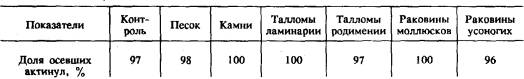 Показатели Конт- Песок Камни Талломы Талломы Раковины Раковины
роль ламинарии родимении моллюсков усоногих
Доля осевших 97 98 100 100 97 100 96
актинул, %